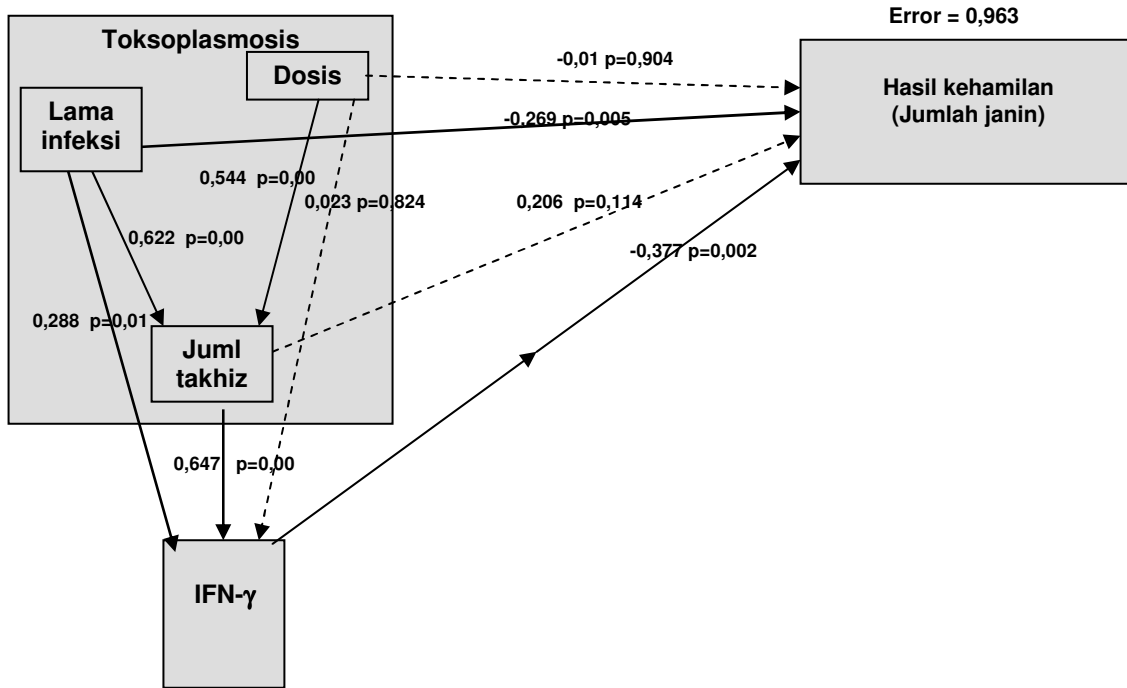 Error = 0,963
Toksoplasmosis
Dosis
-0,01 p=0,904
Hasil kehamilan
(Jumlah janin)
Lama
infeksi
-0,269 p=0,005
0,544 p=0,00
0,023 p=0,824
0,206 p=0,114
0,622 p=0,00
-0,377 p=0,002
0,288 p=0,01
Juml
takhiz
0,647 p=0,00
IFN-γ